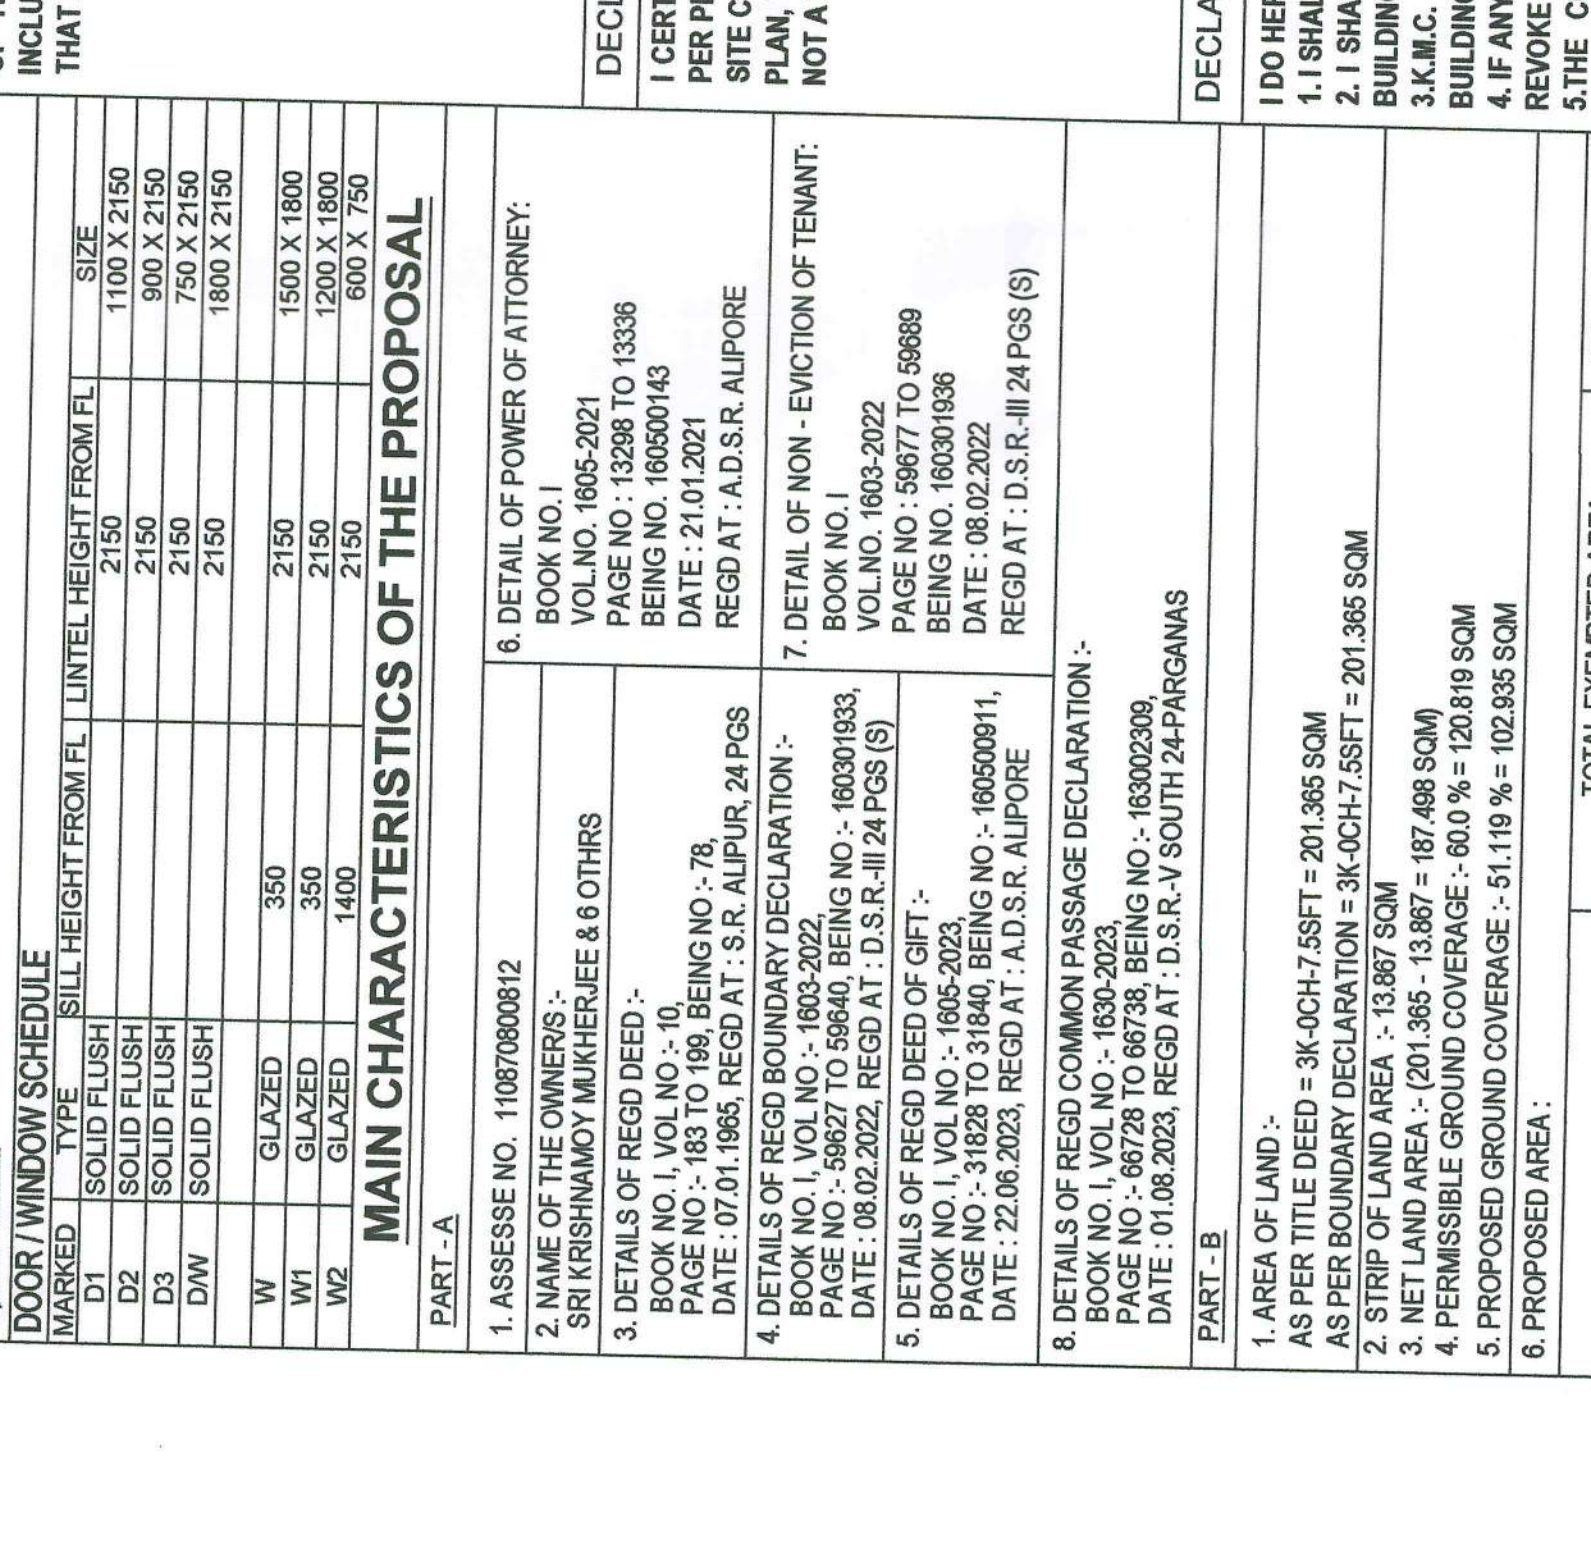 DOOR / WINDOW SCHEDULE
MARKED TYPE SILL HEIGHT FROM FL LINTEL HEIGHT FROM FL SIZE
D1 SOLID FLUSH 2150 1100 X 2150
D2 SOLID FLUSH 2150 900 X 2150
D3 SOLID FLUSH 2150 750 X 2150
D/W SOLID FLUSH 2150 1800 X 2150
W GLAZED 350 2150 1500 X 1800
W1 GLAZED 350 2150 1200 X 1800
W2 GLAZED 1400 2150 600 X 750
MAIN CHARACTERISTICS OF THE PROPOSAL
PART - A
1. ASSESSE NO. 110870800812
2. NAME OF THE OWNER/S :-
SRI KRISHNAMOY MUKHERJEE & 6 OTHRS
3. DETAILS OF REGD DEED :-
BOOK NO. I, VOL NO :- 10,
PAGE NO :- 183 TO 199, BEING NO :- 78,
DATE : 07.01.1965, REGD AT : S.R. ALIPUR, 24 PGS
4. DETAILS OF REGD BOUNDARY DECLARATION :-
BOOK NO. I, VOL NO :- 1603-2022,
PAGE NO :- 59627 TO 59640, BEING NO :- 160301933,
DATE : 08.02.2022, REGD AT : D.S.R.-III 24 PGS (S)
5. DETAILS OF REGD DEED OF GIFT :-
BOOK NO. I, VOL NO :- 1605-2023,
PAGE NO :- 31828 TO 31840, BEING NO :- 160500911,
DATE : 22.06.2023, REGD AT : A.D.S.R. ALIPORE
6. DETAIL OF POWER OF ATTORNEY:
BOOK NO. I
VOL.NO. 1605-2021
PAGE NO : 13298 TO 13336
BEING NO. 160500143
DATE : 21.01.2021
REGD AT : A.D.S.R. ALIPORE
7. DETAIL OF NON - EVICTION OF TENANT:
BOOK NO. I
VOL.NO. 1603-2022
PAGE NO : 59677 TO 59689
BEING NO. 160301936
DATE : 08.02.2022
REGD AT : D.S.R.-III 24 PGS (S)
8. DETAILS OF REGD COMMON PASSAGE DECLARATION :-
BOOK NO. I, VOL NO :- 1630-2023,
PAGE NO :- 66728 TO 66738, BEING NO :- 163002309,
DATE : 01.08.2023, REGD AT : D.S.R.-V SOUTH 24-PARGANAS
PART - B
1. AREA OF LAND :-
AS PER TITLE DEED = 3K-0CH-7.5SFT = 201.365 SQM
AS PER BOUNDARY DECLARATION = 3K-0CH-7.5SFT = 201.365 SQM
2. STRIP OF LAND AREA :- 13.867 SQM
3. NET LAND AREA :- (201.365 - 13.867 = 187.498 SQM)
4. PERMISSIBLE GROUND COVERAGE :- 60.0 % = 120.819 SQM
5. PROPOSED GROUND COVERAGE :- 51.119 % = 102.935 SQM
6. PROPOSED AREA :
INCLU
THAT
DECL
I CERT
PER P
SITE C
PLAN,
NOT A
DECLA
I DO HER
1. I SHAL
2. I SHA
BUILDING
3.K.M.C.
BUILDING
4. IF ANY
REVOKE
5.THE C